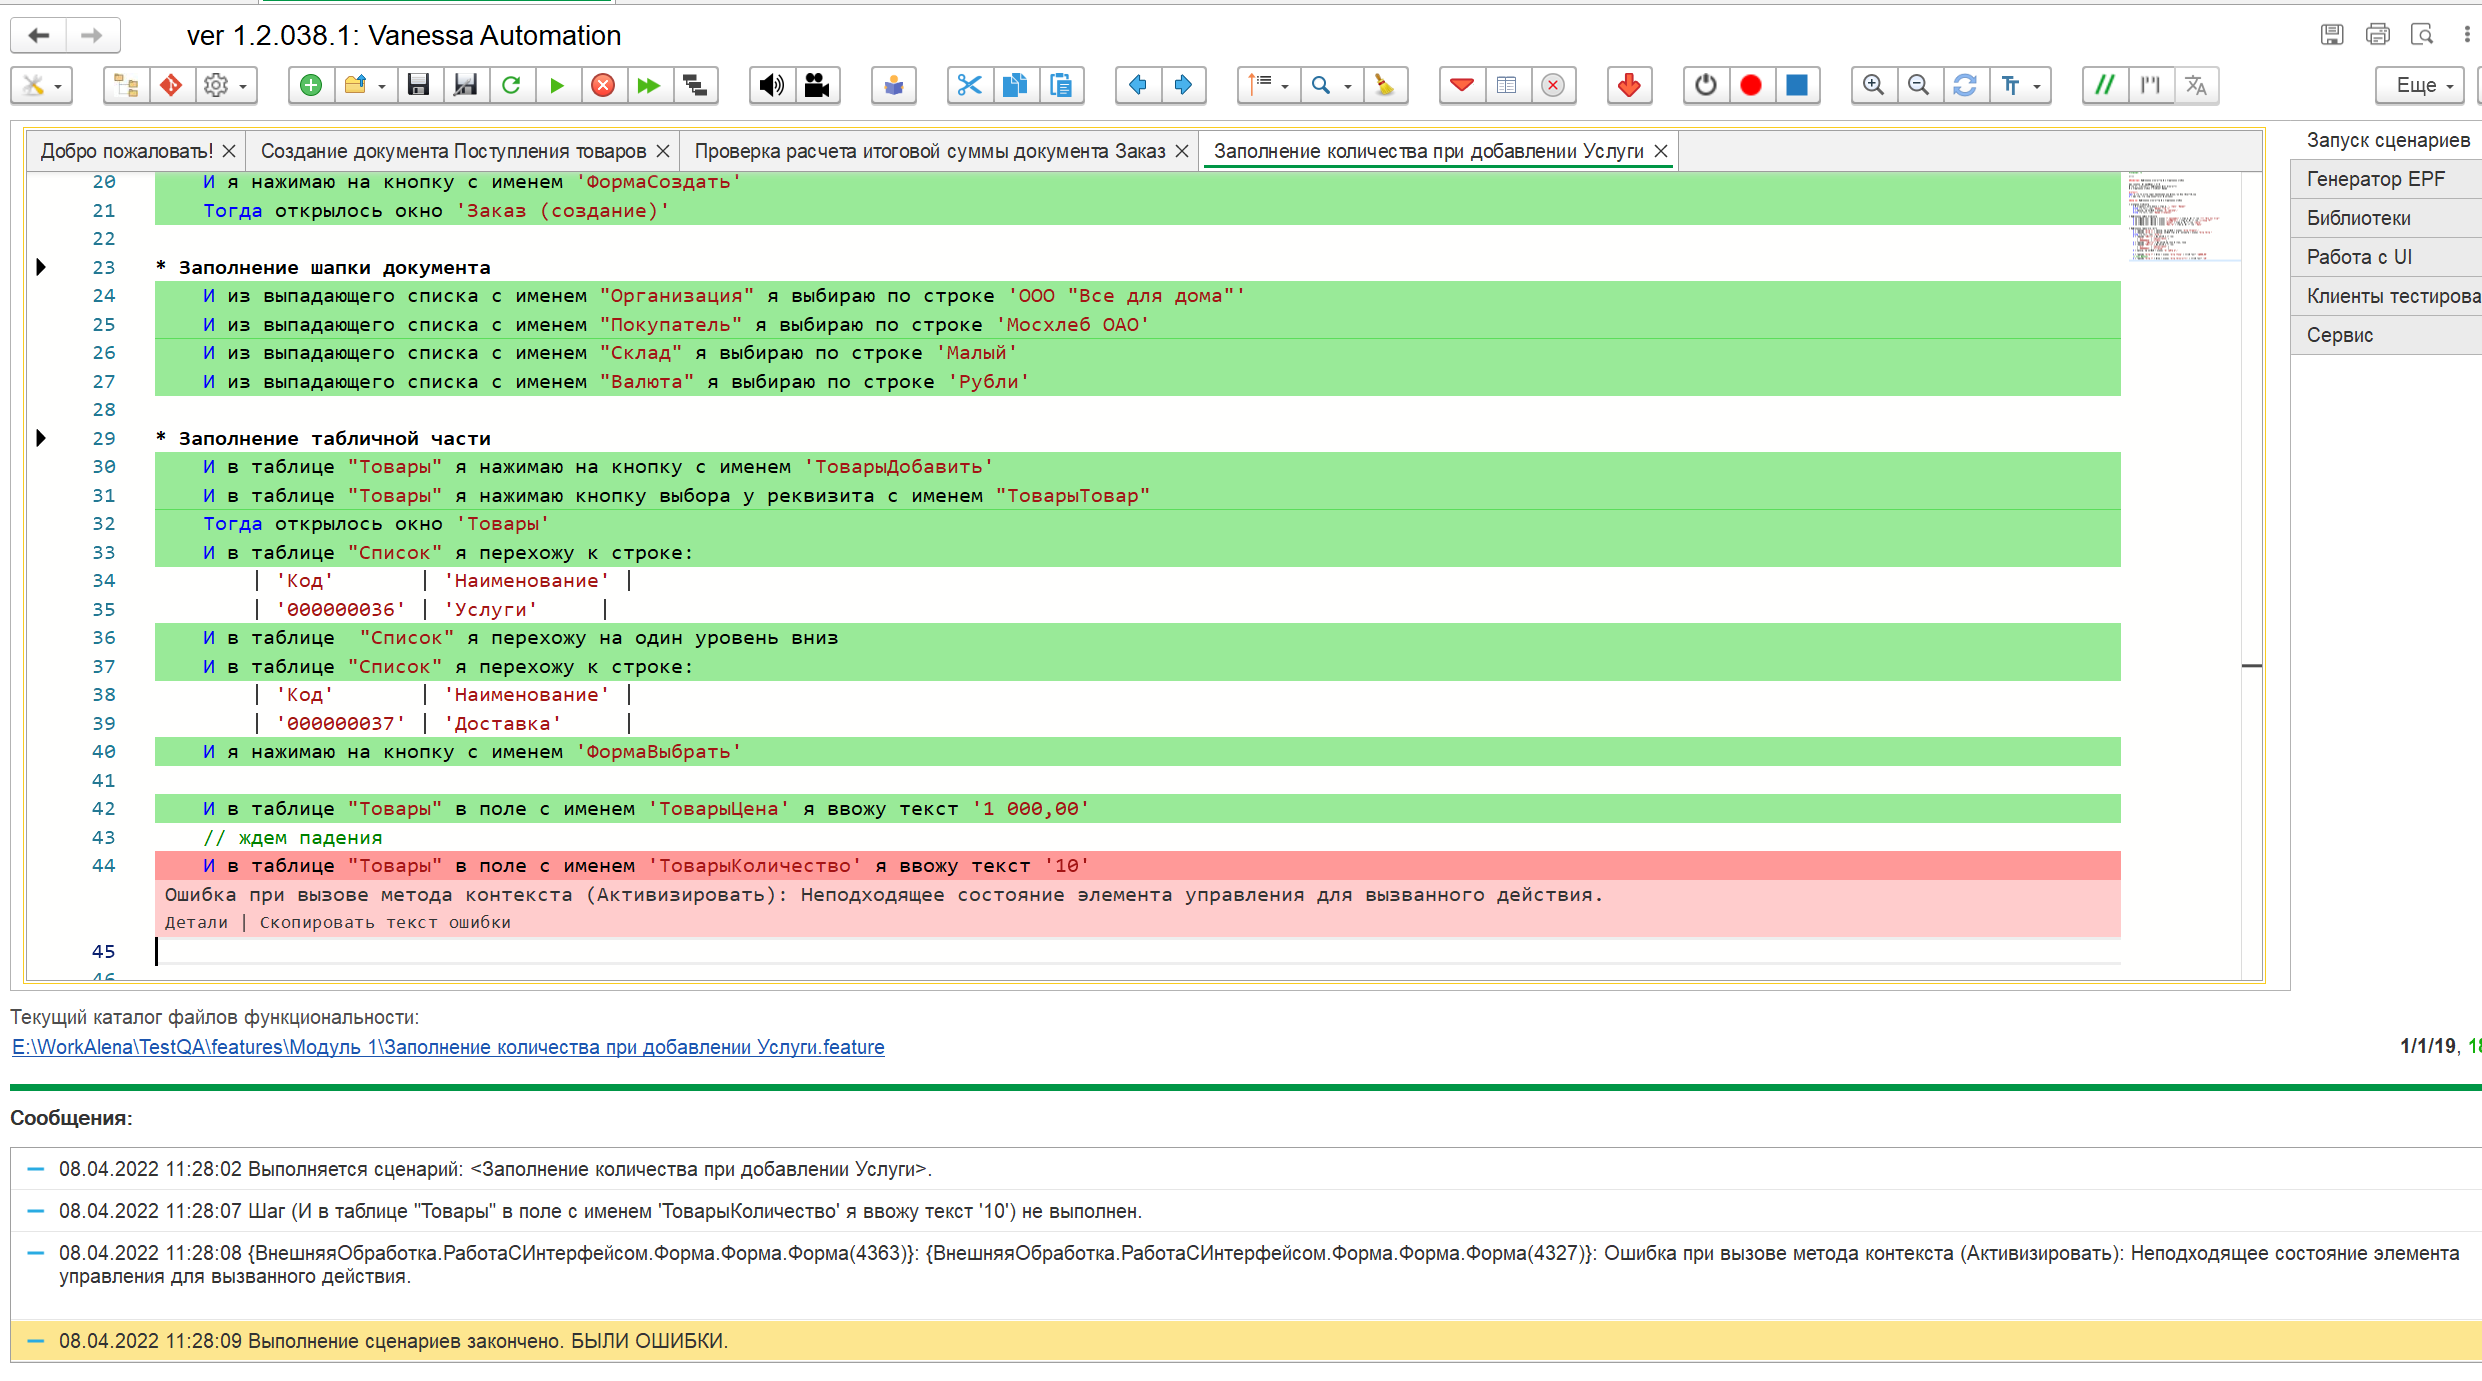 ver 1.2.038.1: Vanessa Automation
Еще
Добро пожаловать!
Создание документа Поступления товаров
Проверка расчета итоговой суммы документа Заказ
Заполнение количества при добавлении Услуги
Запуск сценариев
Генератор EPF
Библиотеки
Работа с UI
Клиенты тестирова
Сервис
20 И я нажимаю на кнопку с именем 'ФормаСоздать'
21 Тогда открылось окно 'Заказ (создание)'
22
23 * Заполнение шапки документа
24 И из выпадающего списка с именем "Организация" я выбираю по строке 'ООО "Все для дома"'
25 И из выпадающего списка с именем "Покупатель" я выбираю по строке 'Мосхлеб ОАО'
26 И из выпадающего списка с именем "Склад" я выбираю по строке 'Малый'
27 И из выпадающего списка с именем "Валюта" я выбираю по строке 'Рубли'
28
29 * Заполнение табличной части
30 И в таблице "Товары" я нажимаю на кнопку с именем 'ТоварыДобавить'
31 И в таблице "Товары" я нажимаю кнопку выбора у реквизита с именем "ТоварыТовар"
32 Тогда открылось окно 'Товары'
33 И в таблице "Список" я перехожу к строке:
34 | 'Код' | 'Наименование' |
35 | '000000036' | 'Услуги' |
36 И в таблице  "Список" я перехожу на один уровень вниз
37 И в таблице "Список" я перехожу к строке:
38 | 'Код' | 'Наименование' |
39 | '000000037' | 'Доставка' |
40 И я нажимаю на кнопку с именем 'ФормаВыбрать'
41
42 И в таблице "Товары" в поле с именем 'ТоварыЦена' я ввожу текст '1 000,00'
43 // ждем падения
44 И в таблице "Товары" в поле с именем 'ТоварыКоличество' я ввожу текст '10'
Ошибка при вызове метода контекста (Активизировать): Неподходящее состояние элемента управления для вызванного действия.
Детали | Скопировать текст ошибки
45
46
Текущий каталог файлов функциональности:
E:\WorkAlena\TestQA\features\Модуль 1\Заполнение количества при добавлении Услуги.feature
1/1/19, 18
Сообщения:
08.04.2022 11:28:02 Выполняется сценарий: <Заполнение количества при добавлении Услуги>.
08.04.2022 11:28:07 Шаг (И в таблице "Товары" в поле с именем 'ТоварыКоличество' я ввожу текст '10') не выполнен.
08.04.2022 11:28:08 {ВнешняяОбработка.РаботаСИнтерфейсом.Форма.Форма.Форма(4363)}: {ВнешняяОбработка.РаботаСИнтерфейсом.Форма.Форма.Форма(4327)}: Ошибка при вызове метода контекста (Активизировать): Неподходящее состояние элемента
управления для вызванного действия.
08.04.2022 11:28:09 Выполнение сценариев закончено. БЫЛИ ОШИБКИ.